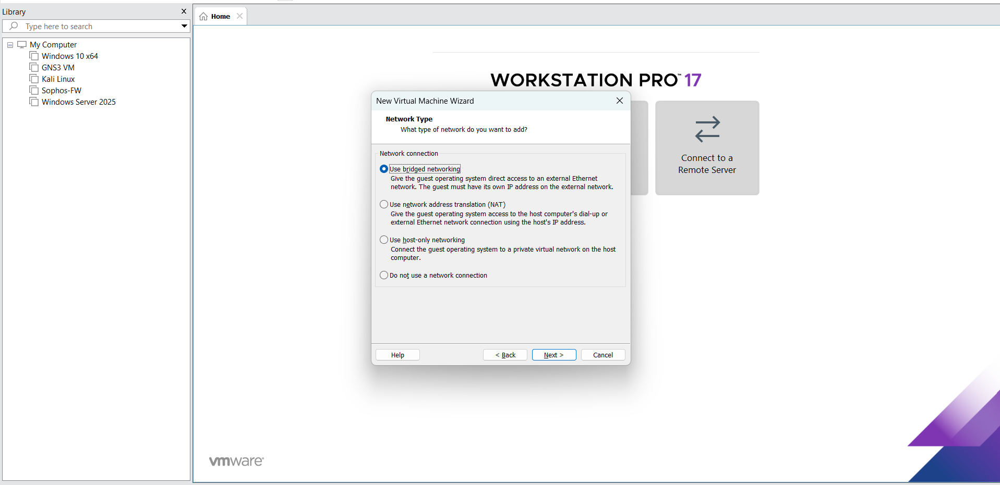 Library
Type here to search
My Computer
Windows 10 x64
GNS3 VM
Kali Linux
Sophos-FW
Windows Server 2025
Home
WORKSTATION PRO™ 17
Connect to a
Remote Server
New Virtual Machine Wizard
Network Type
What type of network do you want to add?
Network connection
Use bridged networking
Give the guest operating system direct access to an external Ethernet
network. The guest must have its own IP address on the external network.
Use network address translation (NAT)
Give the guest operating system access to the host computer's dial-up or
external Ethernet network connection using the host's IP address.
Use host-only networking
Connect the guest operating system to a private virtual network on the host
computer.
Do not use a network connection
Help
< Back
Next >
Cancel
vmware®